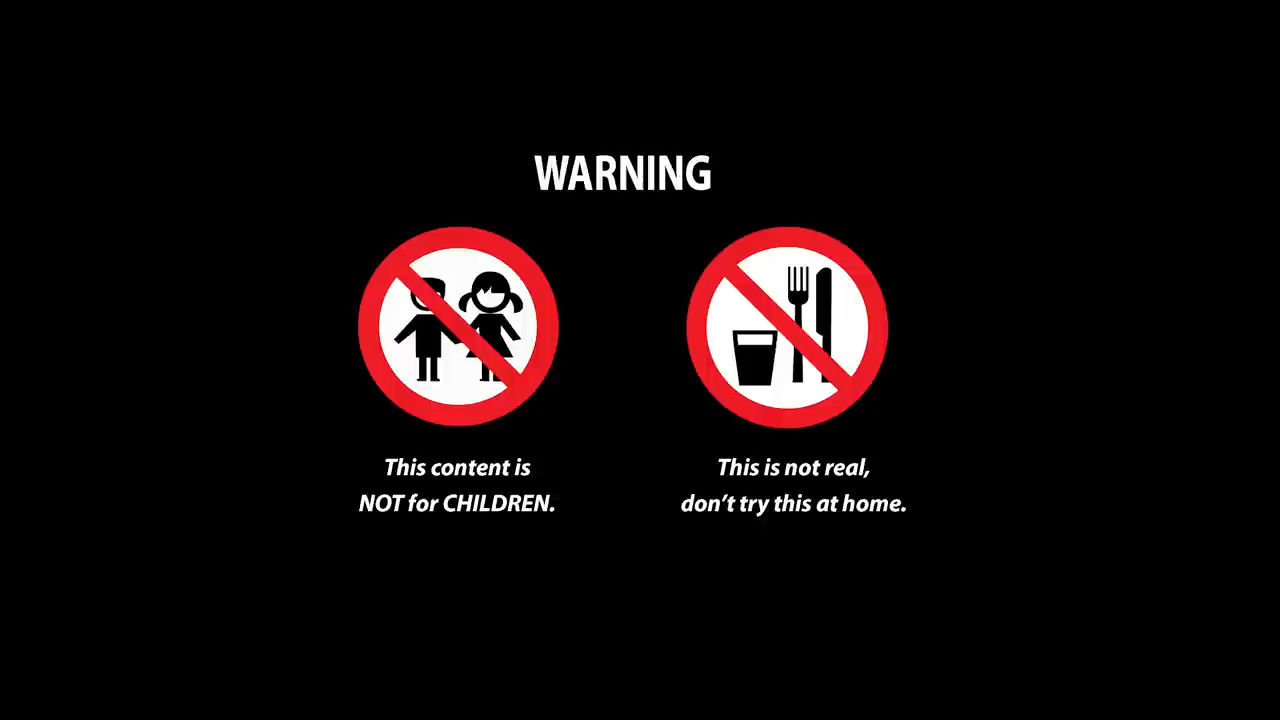 WARNING
This content is
NOT for CHILDREN.
This is not real,
don't try this at home.